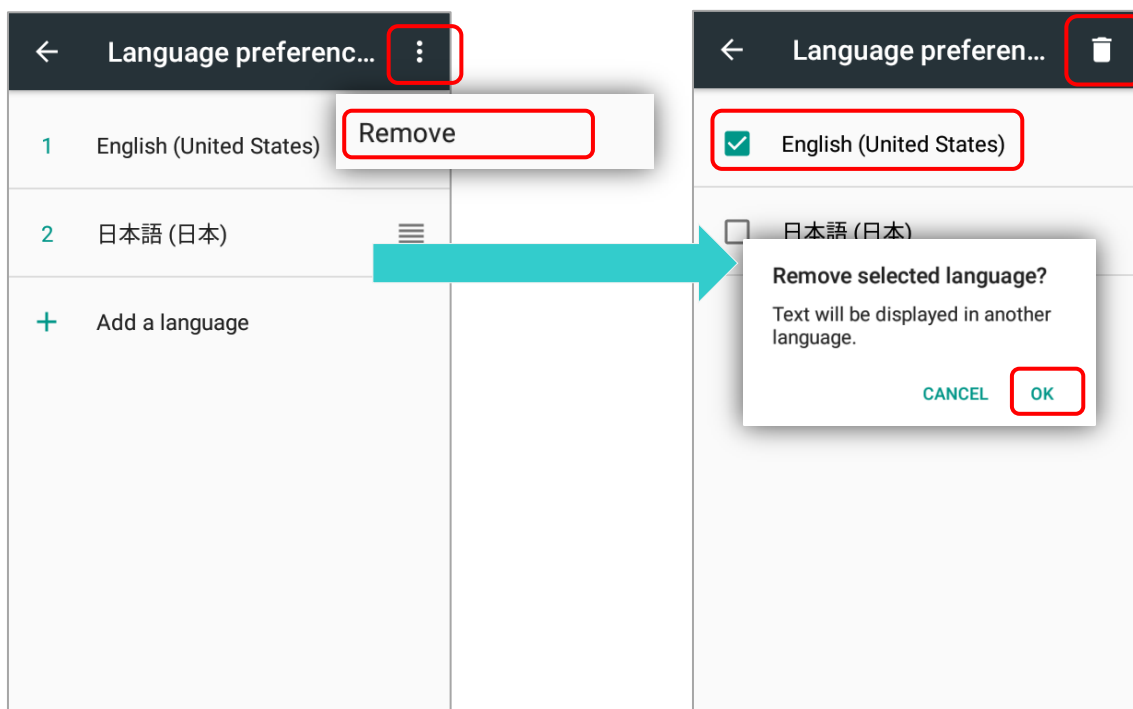 Language preferenc...
Remove
1 English (United States)
2 日本語 (日本)
+ Add a language
Language preferen...
English (United States)
日本語 (日本)
Remove selected language?
Text will be displayed in another
language.
CANCEL OK